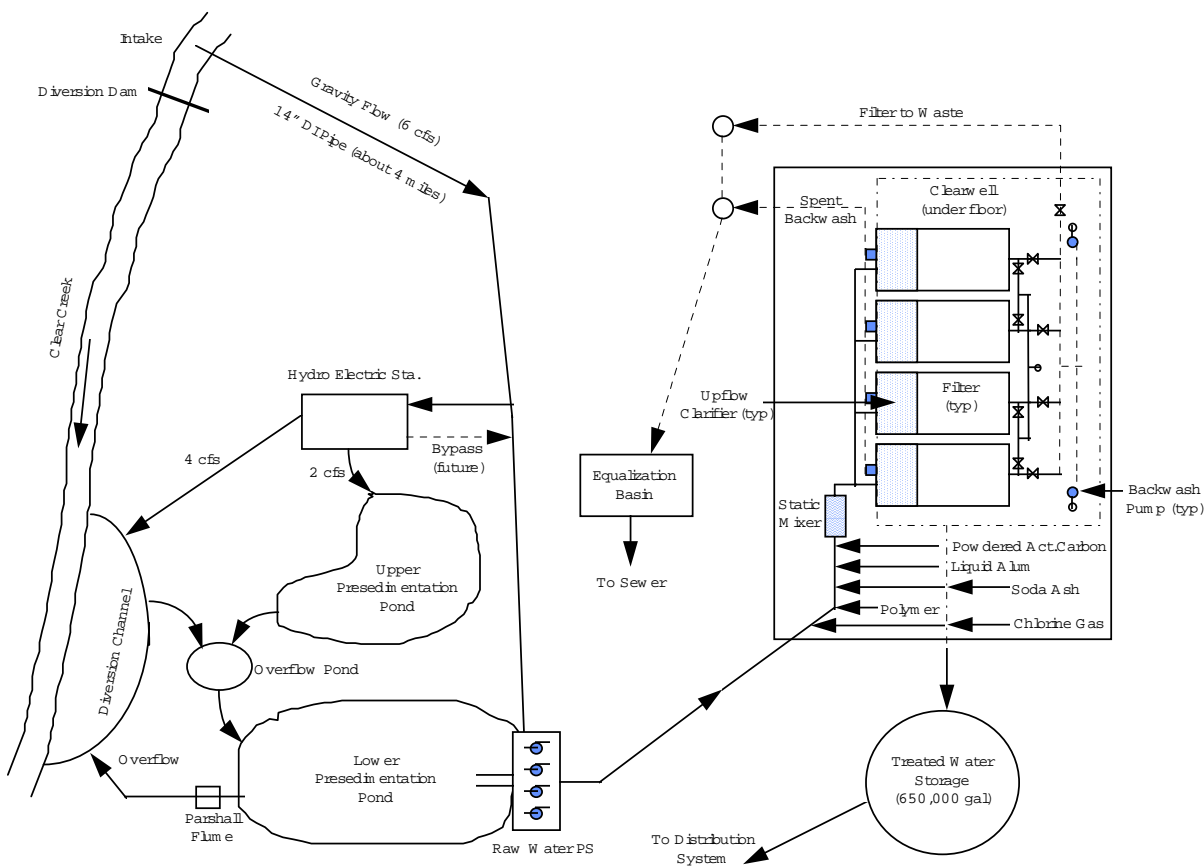 Intake
Diversion Dam
Gravity Flow (6 cfs)
14" DI Pipe (about 4 miles)
Clear Creek
Filter to Waste
Clearwell
(under floor)
Spent
Backwash
Hydro Electric Sta.
4 cfs
2 cfs
Bypass
(future)
Upflow
Clarifier (typ)
Filter
(typ)
Equalization
Basin
To Sewer
Static
Mixer
Backwash
Pump (typ)
Powdered Act. Carbon
Liquid Alum
Soda Ash
Polymer
Chlorine Gas
Upper
Presedimentation
Pond
Diversion Channel
Overflow Pond
Overflow
Parshall
Flume
Lower
Presedimentation
Pond
Raw Water PS
Treated Water
Storage
(650,000 gal)
To Distribution
System